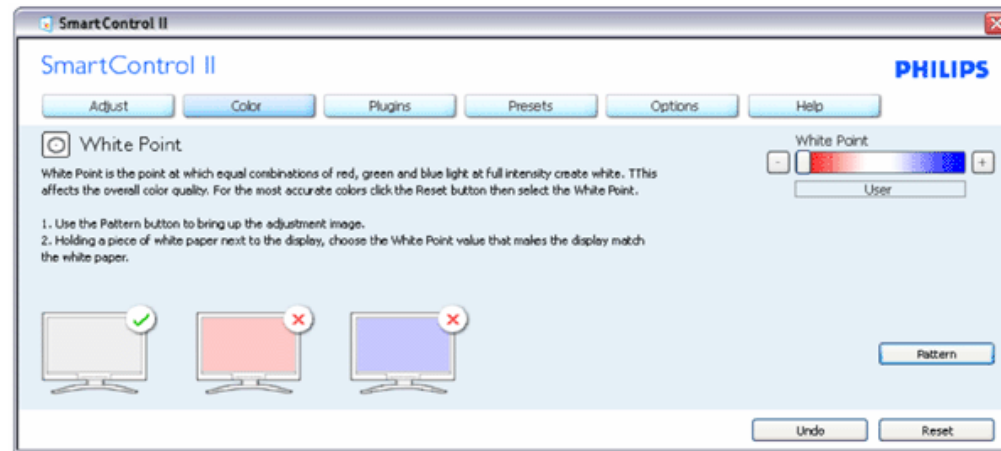 SmartControl II
SmartControl II
PHILIPS
Adjust
Color
Plugins
Presets
Options
Help
White Point
White Point is the point at which equal combinations of red, green and blue light at full intensity create white. TThis
affects the overall color quality. For the most accurate colors click the Reset button then select the White Point.
1. Use the Pattern button to bring up the adjustment image.
2. Holding a piece of white paper next to the display, choose the White Point value that makes the display match
the white paper.
White Point
- +
User
Pattern
Undo
Reset